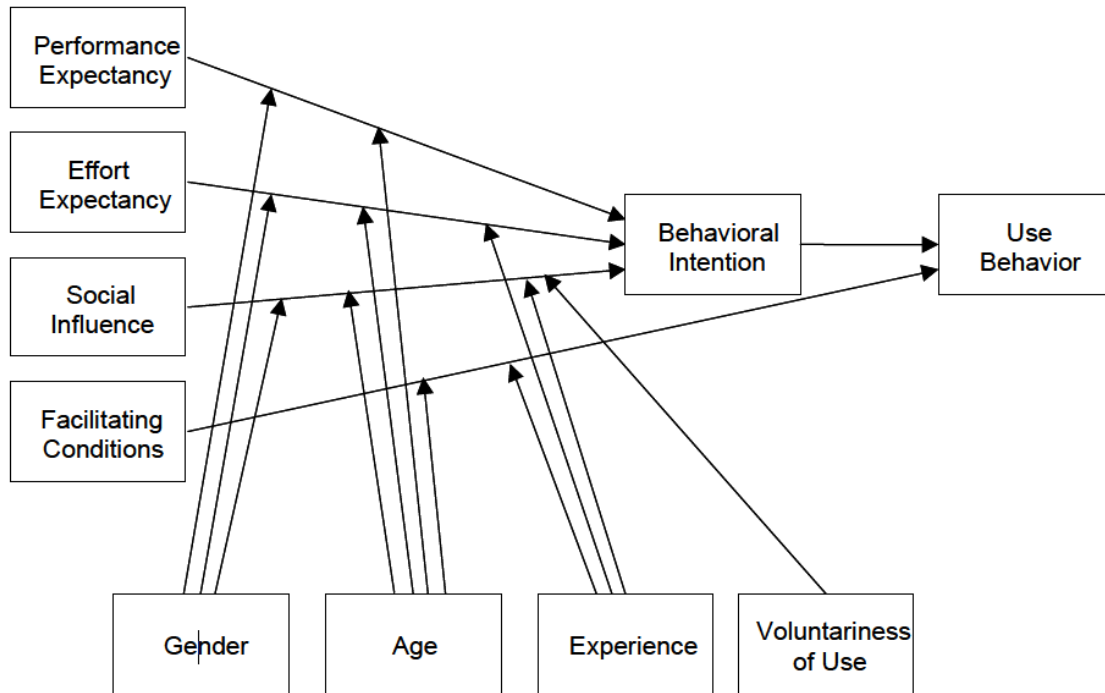 Performance
Expectancy
Effort
Expectancy
Social
Influence
Facilitating
Conditions
Behavioral
Intention
Use
Behavior
Gender
Age
Experience
Voluntariness
of Use